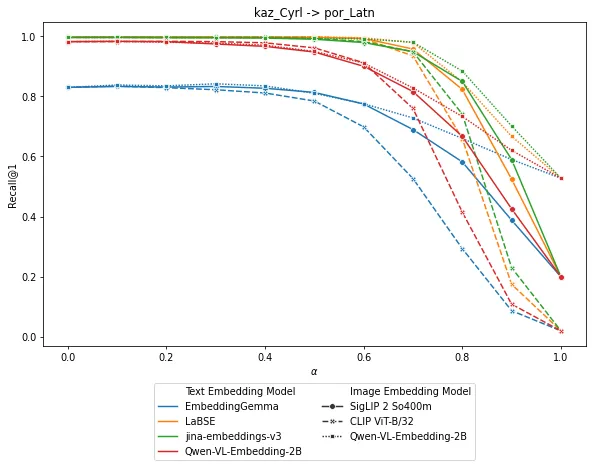 kaz_Cyrl -> por_Latn
Recall@1
1.0
0.8
0.6
0.4
0.2
0.0
0.0 0.2 0.4 0.6 0.8 1.0
α
Text Embedding Model
EmbeddingGemma
LaBSE
jina-embeddings-v3
Qwen-VL-Embedding-2B
Image Embedding Model
SigLIP 2 So400m
CLIP ViT-B/32
Qwen-VL-Embedding-2B